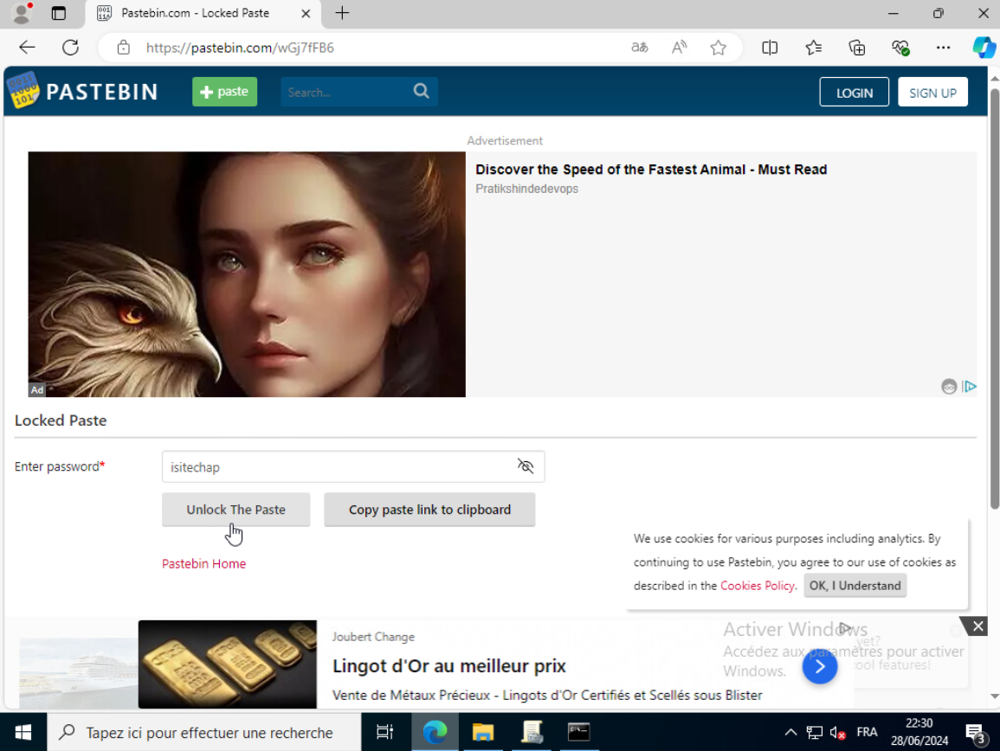 Pastebin.com - Locked Paste
https://pastebin.com/wGj7fFB6
PASTEBIN
+ paste
Search...
LOGIN
SIGN UP
Advertisement
Discover the Speed of the Fastest Animal - Must Read
Pratikshindedevops
Ad
Locked Paste
Enter password*
isitechap
Unlock The Paste
Copy paste link to clipboard
Pastebin Home
We use cookies for various purposes including analytics. By
continuing to use Pastebin, you agree to our use of cookies as
described in the Cookies Policy. OK, I Understand
Joubert Change
Lingot d'Or au meilleur prix
Vente de Métaux Précieux - Lingots d'Or Certifiés et Scellés sous Blister
Activer Windows
yet?
Accédez aux paramètres pour activer
Windows.
cool features!
Tapez ici pour effectuer une recherche
FRA
22:30
28/06/2024
3